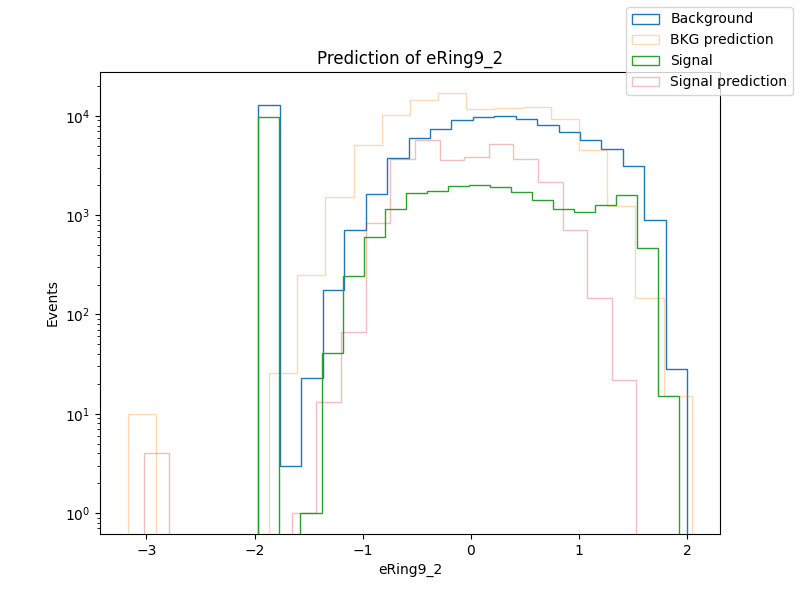 Prediction of eRing9_2
Background
BKG prediction
Signal
Signal prediction
Events
10⁴
10³
10²
10¹
10⁰
−3
−2
−1
0
1
2
eRing9_2